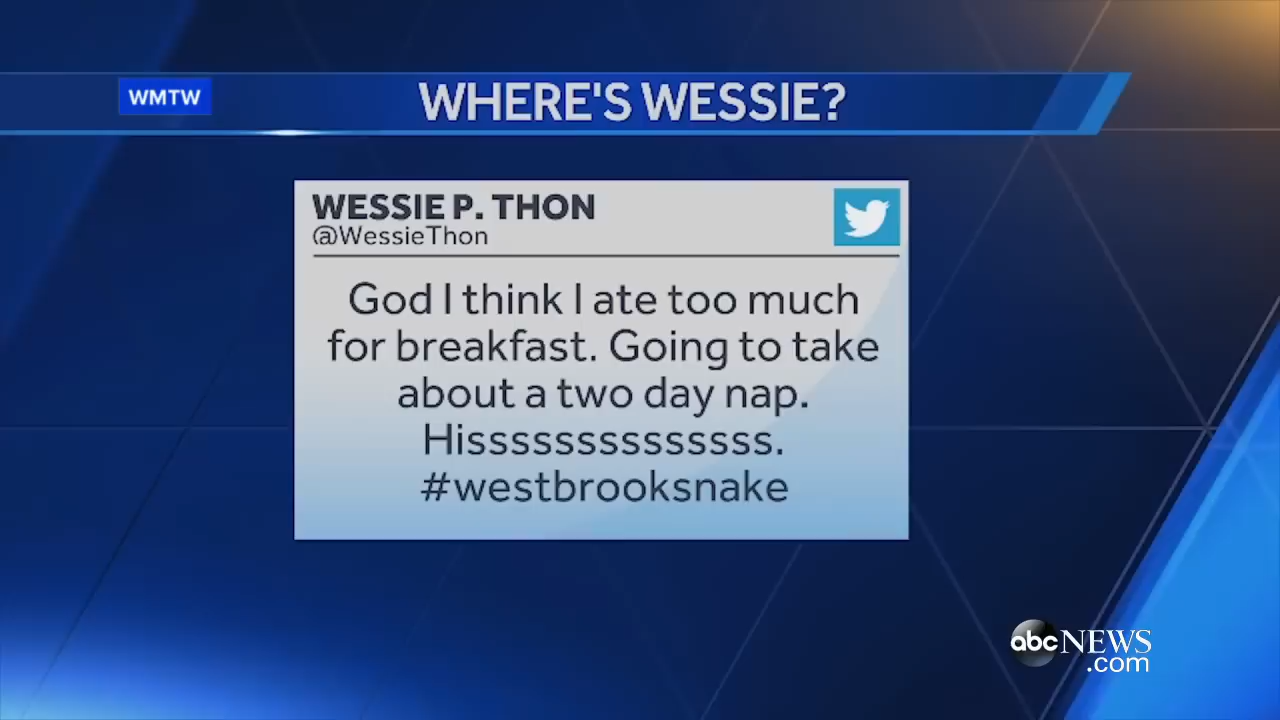 WMTW
WHERE'S WESSIE?
WESSIE P. THON
@WessieThon
God I think I ate too much
for breakfast. Going to take
about a two day nap.
Hissssssssssssss.
#westbrooksnake
abcNEWS
.com